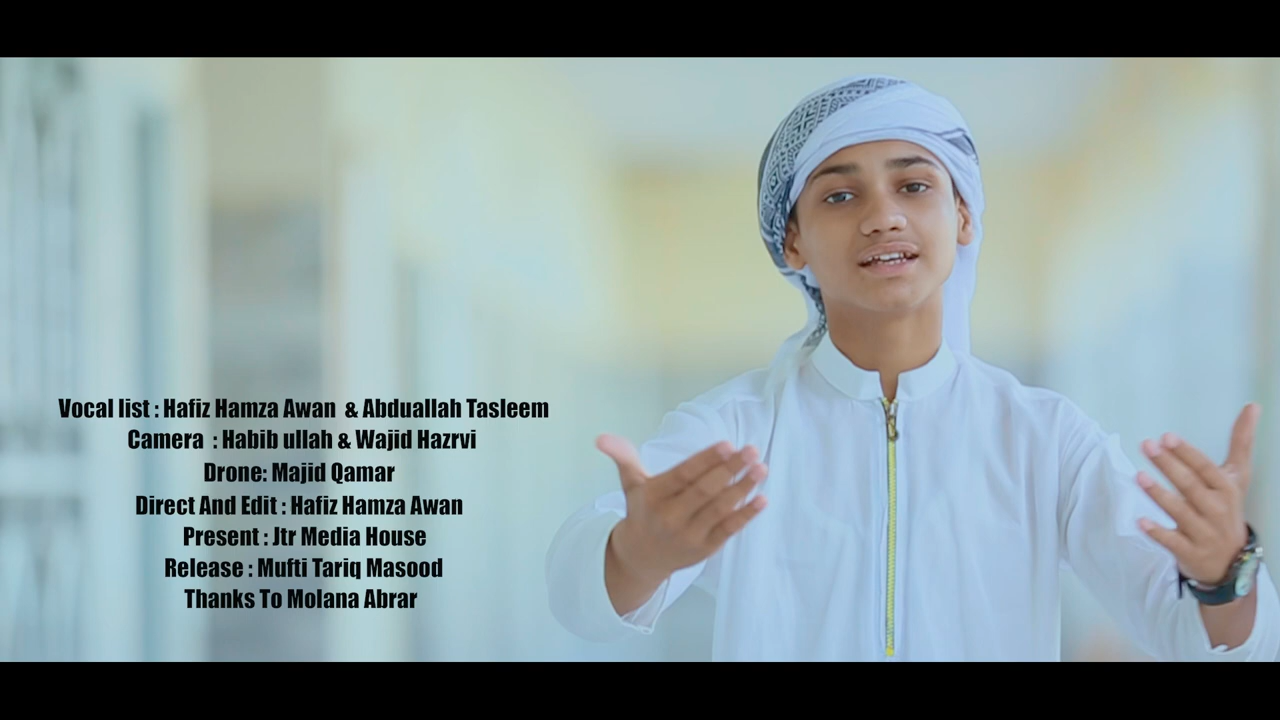 Vocal list : Hafiz Hamza Awan & Abduallah Tasleem
Camera : Habib ullah & Wajid Hazrvi
Drone: Majid Qamar
Direct And Edit : Hafiz Hamza Awan
Present : Jtr Media House
Release : Mufti Tariq Masood
Thanks To Molana Abrar